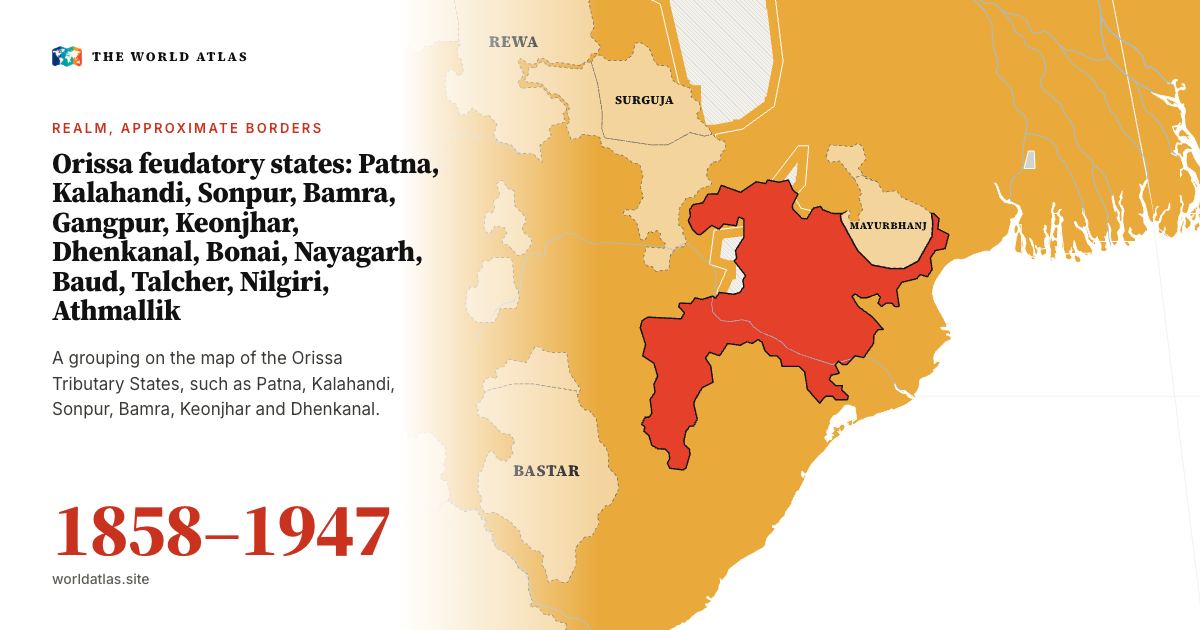 THE WORLD ATLAS
REALM, APPROXIMATE BORDERS
Orissa feudatory states: Patna,
Kalahandi, Sonpur, Bamra,
Gangpur, Keonjhar,
Dhenkanal, Bonai, Nayagarh,
Baud, Talcher, Nilgiri,
Athmallik
A grouping on the map of the Orissa
Tributary States, such as Patna, Kalahandi,
Sonpur, Bamra, Keonjhar and Dhenkanal.
1858–1947
worldatlas.site
REWA
SURGUJA
MAYURBHANJ
BASTAR